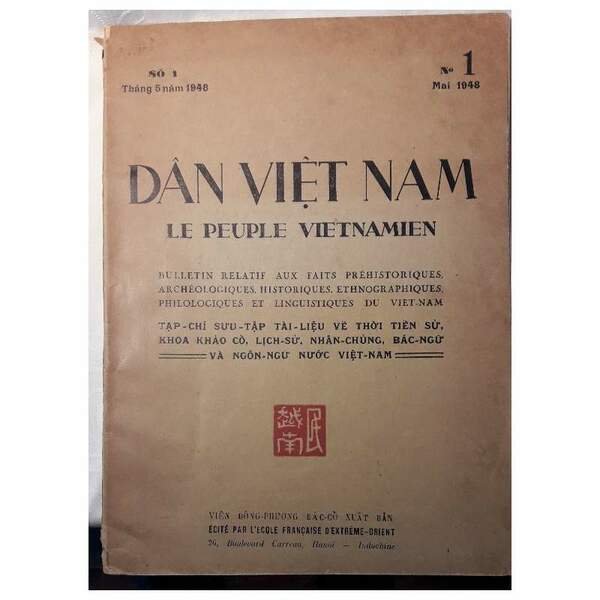 SỐ 1
Tháng 5 năm 1948
Nº 1
Mai 1948
DÂN VIỆT NAM
LE PEUPLE VIETNAMIEN
BULLETIN RELATIF AUX FAITS PRÉHISTORIQUES,
ARCHÉOLOGIQUES, HISTORIQUES, ETHNOGRAPHIQUES,
PHILOLOGIQUES ET LINGUISTIQUES DU VIET-NAM
TẠP-CHÍ SƯU-TẬP TÀI-LIỆU VỀ THỜI TIỀN SỬ,
KHOA KHẢO CỔ, LỊCH-SỬ, NHÂN-CHỦNG, BÁC-NGỮ
VÀ NGÔN-NGỮ NƯỚC VIỆT-NAM
越南民
VIỆN ĐÔNG-PHƯƠNG BÁC-CỔ XUẤT BẢN
ÉDITÉ PAR L'ÉCOLE FRANÇAISE D'EXTRÊME-ORIENT
26, Boulevard Carreau, Hanoi — Indochine